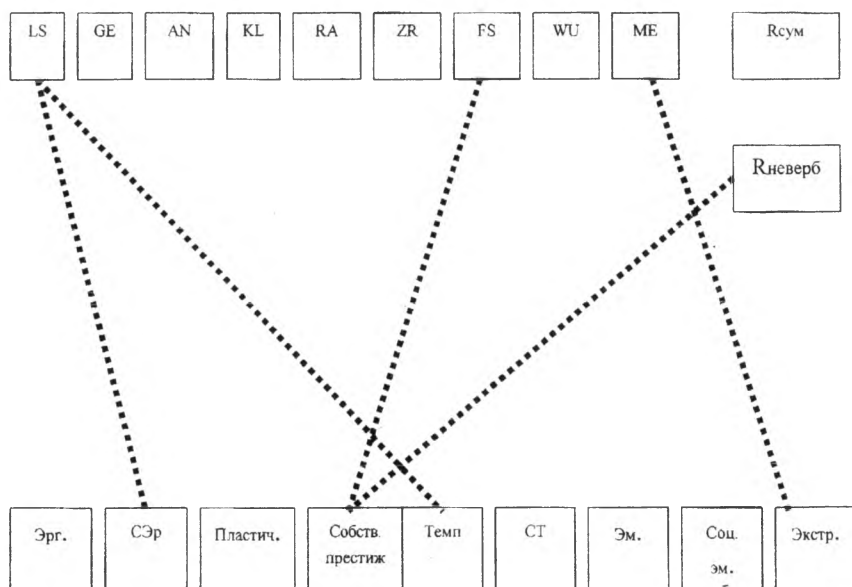 LS GE AN KL RA ZR FS WU ME Rсум
Rневерб
Эрг. СЭр Пластич. Собств. Темп СТ Эм. Соц. Экстр.
престиж эм.